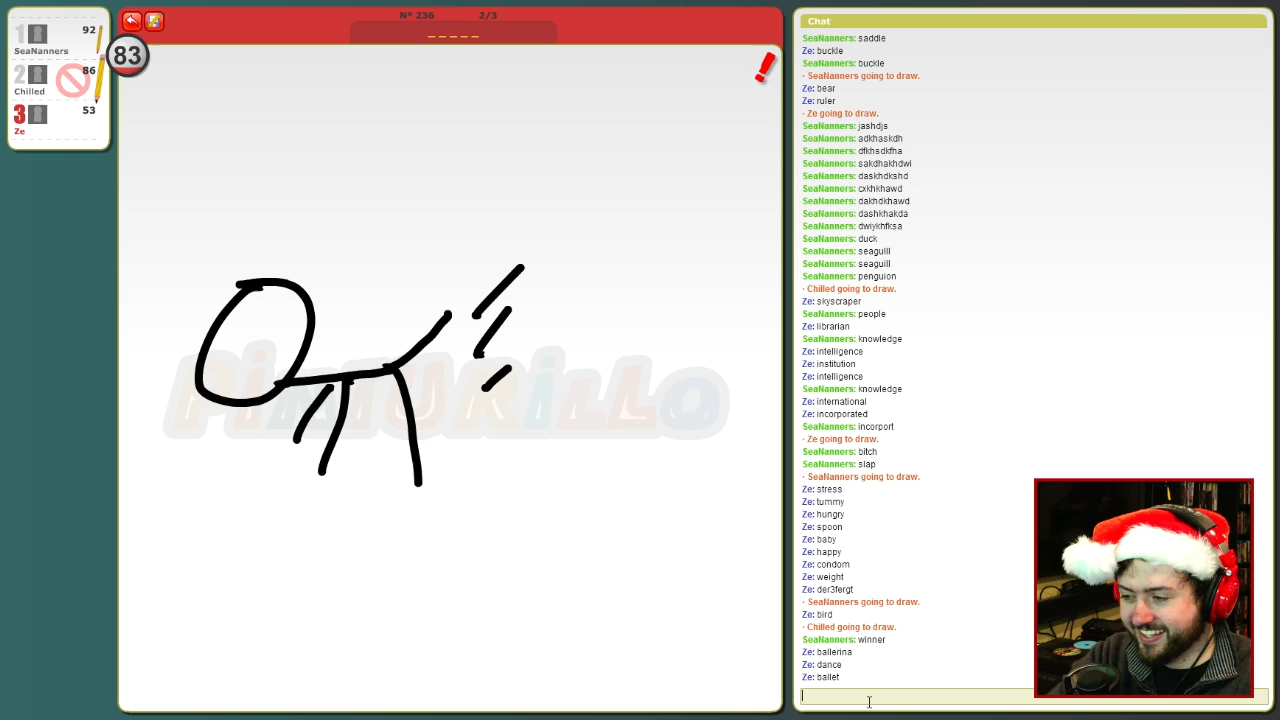 1
92
SeaNanners
83
2
86
Chilled
3
53
Ze
Nº 236
2/3
_ _ _ _ _
PINTURILLO
Chat
SeaNanners: saddle
Ze: buckle
SeaNanners: buckle
· SeaNanners going to draw.
Ze: bear
Ze: ruler
· Ze going to draw.
SeaNanners: jashdjs
SeaNanners: adkhaskdh
SeaNanners: dfkhsdkfha
SeaNanners: sakdhakhdwi
SeaNanners: daskhdkshd
SeaNanners: cxkhkhawd
SeaNanners: dakhdkhawd
SeaNanners: dashkhakda
SeaNanners: dwiykhfksa
SeaNanners: duck
SeaNanners: seagulll
SeaNanners: seaguill
SeaNanners: penguion
· Chilled going to draw.
Ze: skyscraper
SeaNanners: people
Ze: librarian
SeaNanners: knowledge
Ze: intelligence
Ze: institution
Ze: intelligence
SeaNanners: knowledge
Ze: international
Ze: incorporated
SeaNanners: incorport
· Ze going to draw.
SeaNanners: bitch
SeaNanners: slap
· SeaNanners going to draw.
Ze: stress
Ze: tummy
Ze: hungry
Ze: spoon
Ze: baby
Ze: happy
Ze: condom
Ze: weight
Ze: der3fergt
· SeaNanners going to draw.
Ze: bird
· Chilled going to draw.
SeaNanners: winner
Ze: ballerina
Ze: dance
Ze: ballet